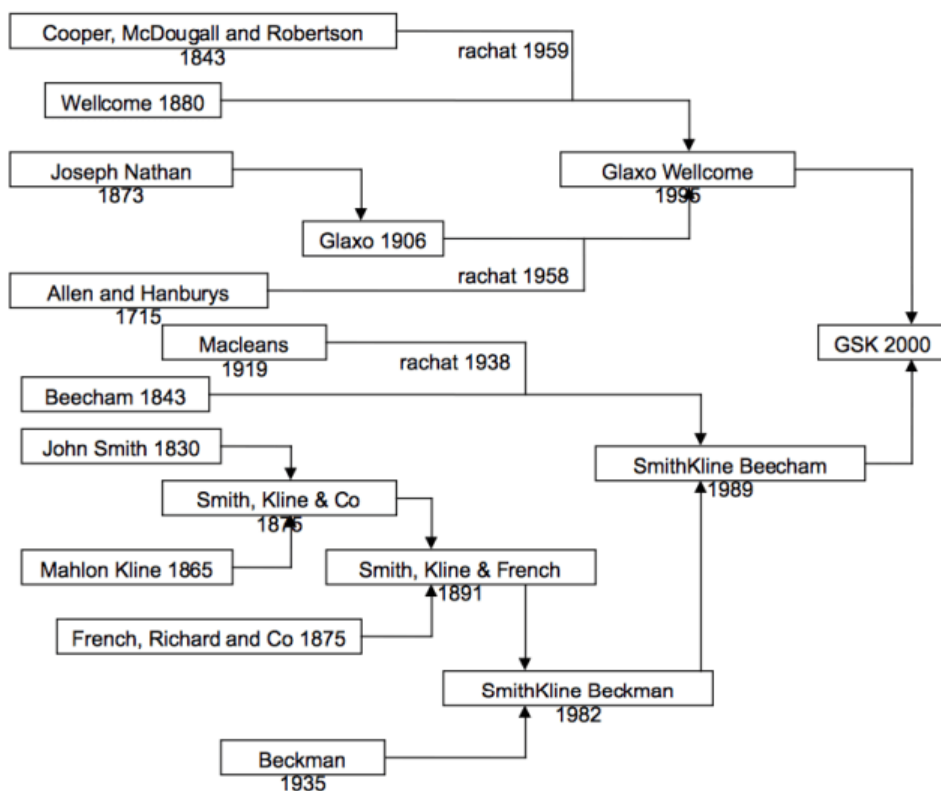 Cooper, McDougall and Robertson
1843
rachat 1959
Wellcome 1880
Joseph Nathan
1873
Glaxo Wellcome
1995
Glaxo 1906
rachat 1958
Allen and Hanburys
1715
Macleans
1919
rachat 1938
GSK 2000
Beecham 1843
John Smith 1830
SmithKline Beecham
1989
Smith, Kline & Co
1875
Mahlon Kline 1865
Smith, Kline & French
1891
French, Richard and Co 1875
SmithKline Beckman
1982
Beckman
1935